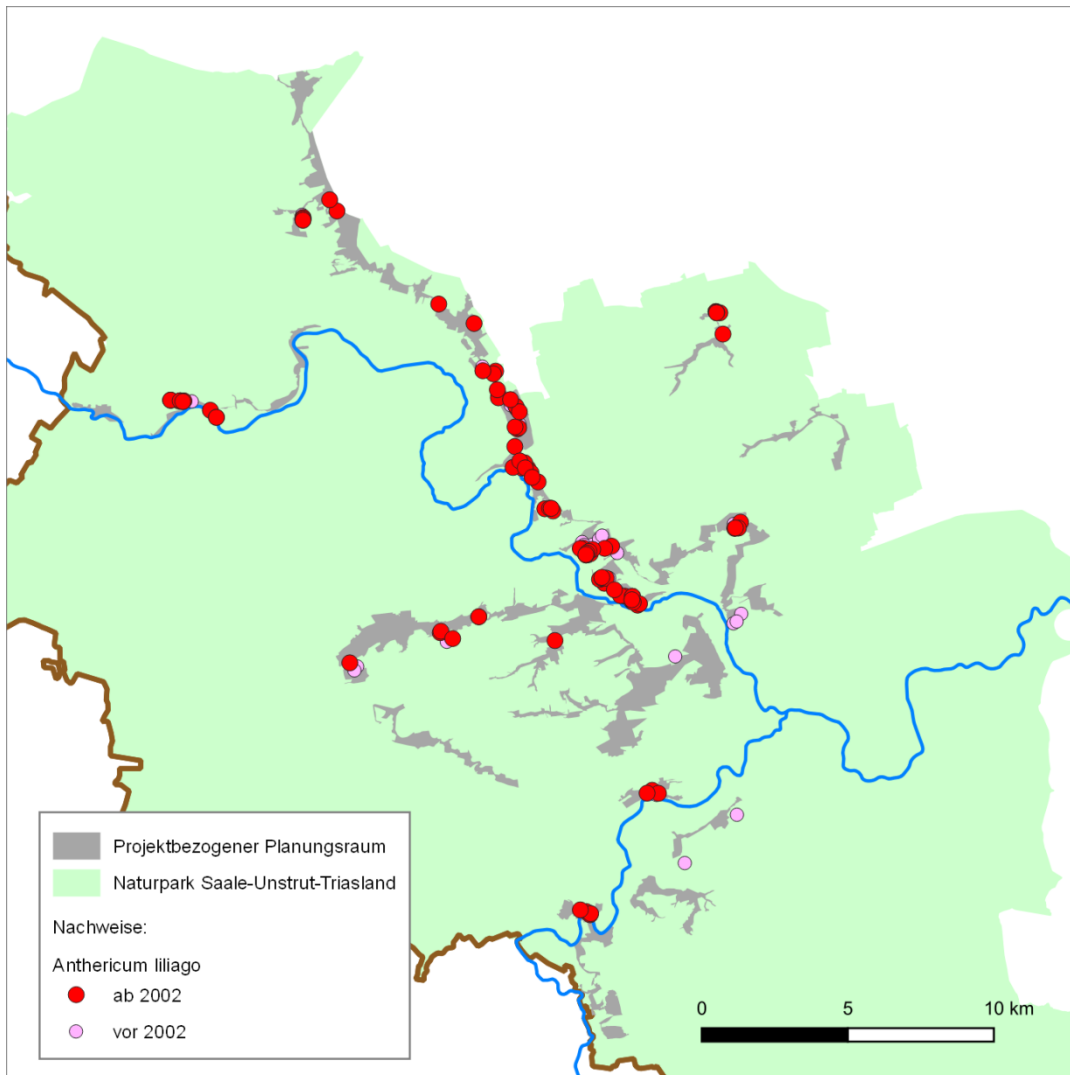 Projektbezogener Planungsraum
Naturpark Saale-Unstrut-Triasland
Nachweise:
Anthericum liliago
ab 2002
vor 2002
0 5 10 km